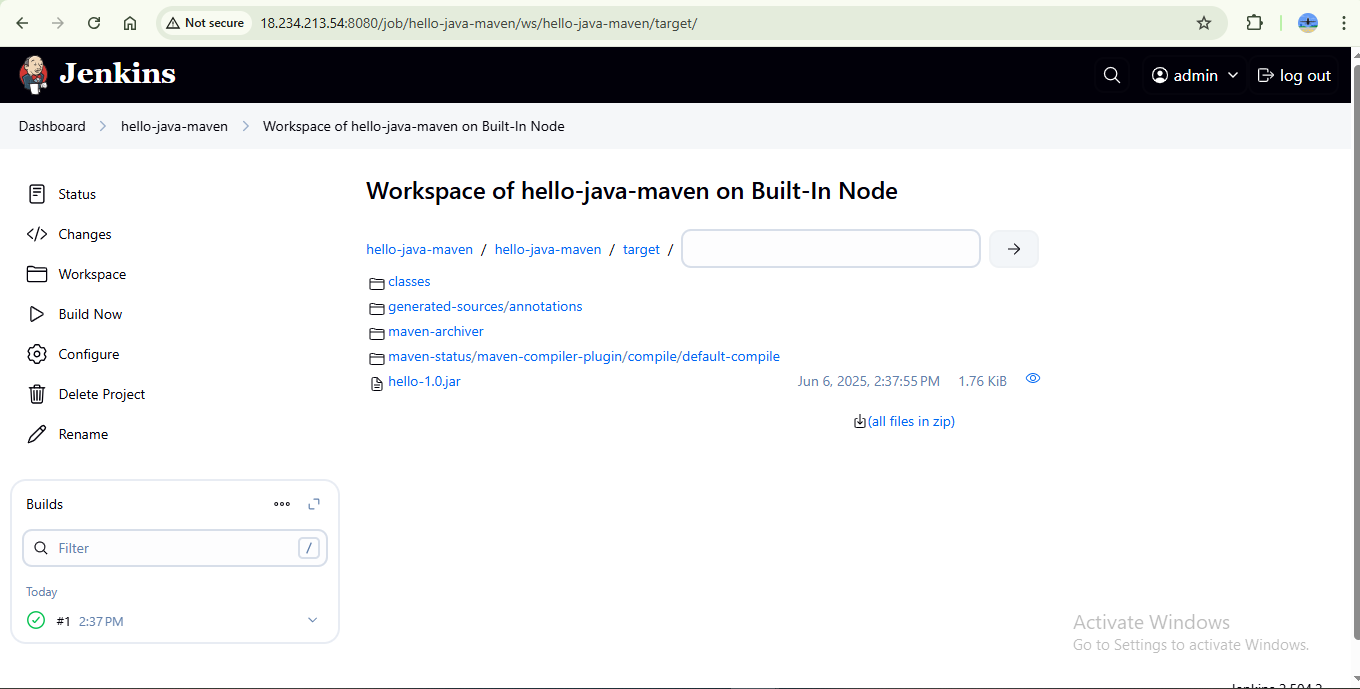 Not secure 18.234.213.54:8080/job/hello-java-maven/ws/hello-java-maven/target/
Jenkins
admin
log out
Dashboard
hello-java-maven
Workspace of hello-java-maven on Built-In Node
Status
Changes
Workspace
Build Now
Configure
Delete Project
Rename
Workspace of hello-java-maven on Built-In Node
hello-java-maven / hello-java-maven / target /
classes
generated-sources/annotations
maven-archiver
maven-status/maven-compiler-plugin/compile/default-compile
hello-1.0.jar Jun 6, 2025, 2:37:55 PM 1.76 KiB
(all files in zip)
Builds
Filter /
Today
#1 2:37 PM
Activate Windows
Go to Settings to activate Windows.
Jenkins